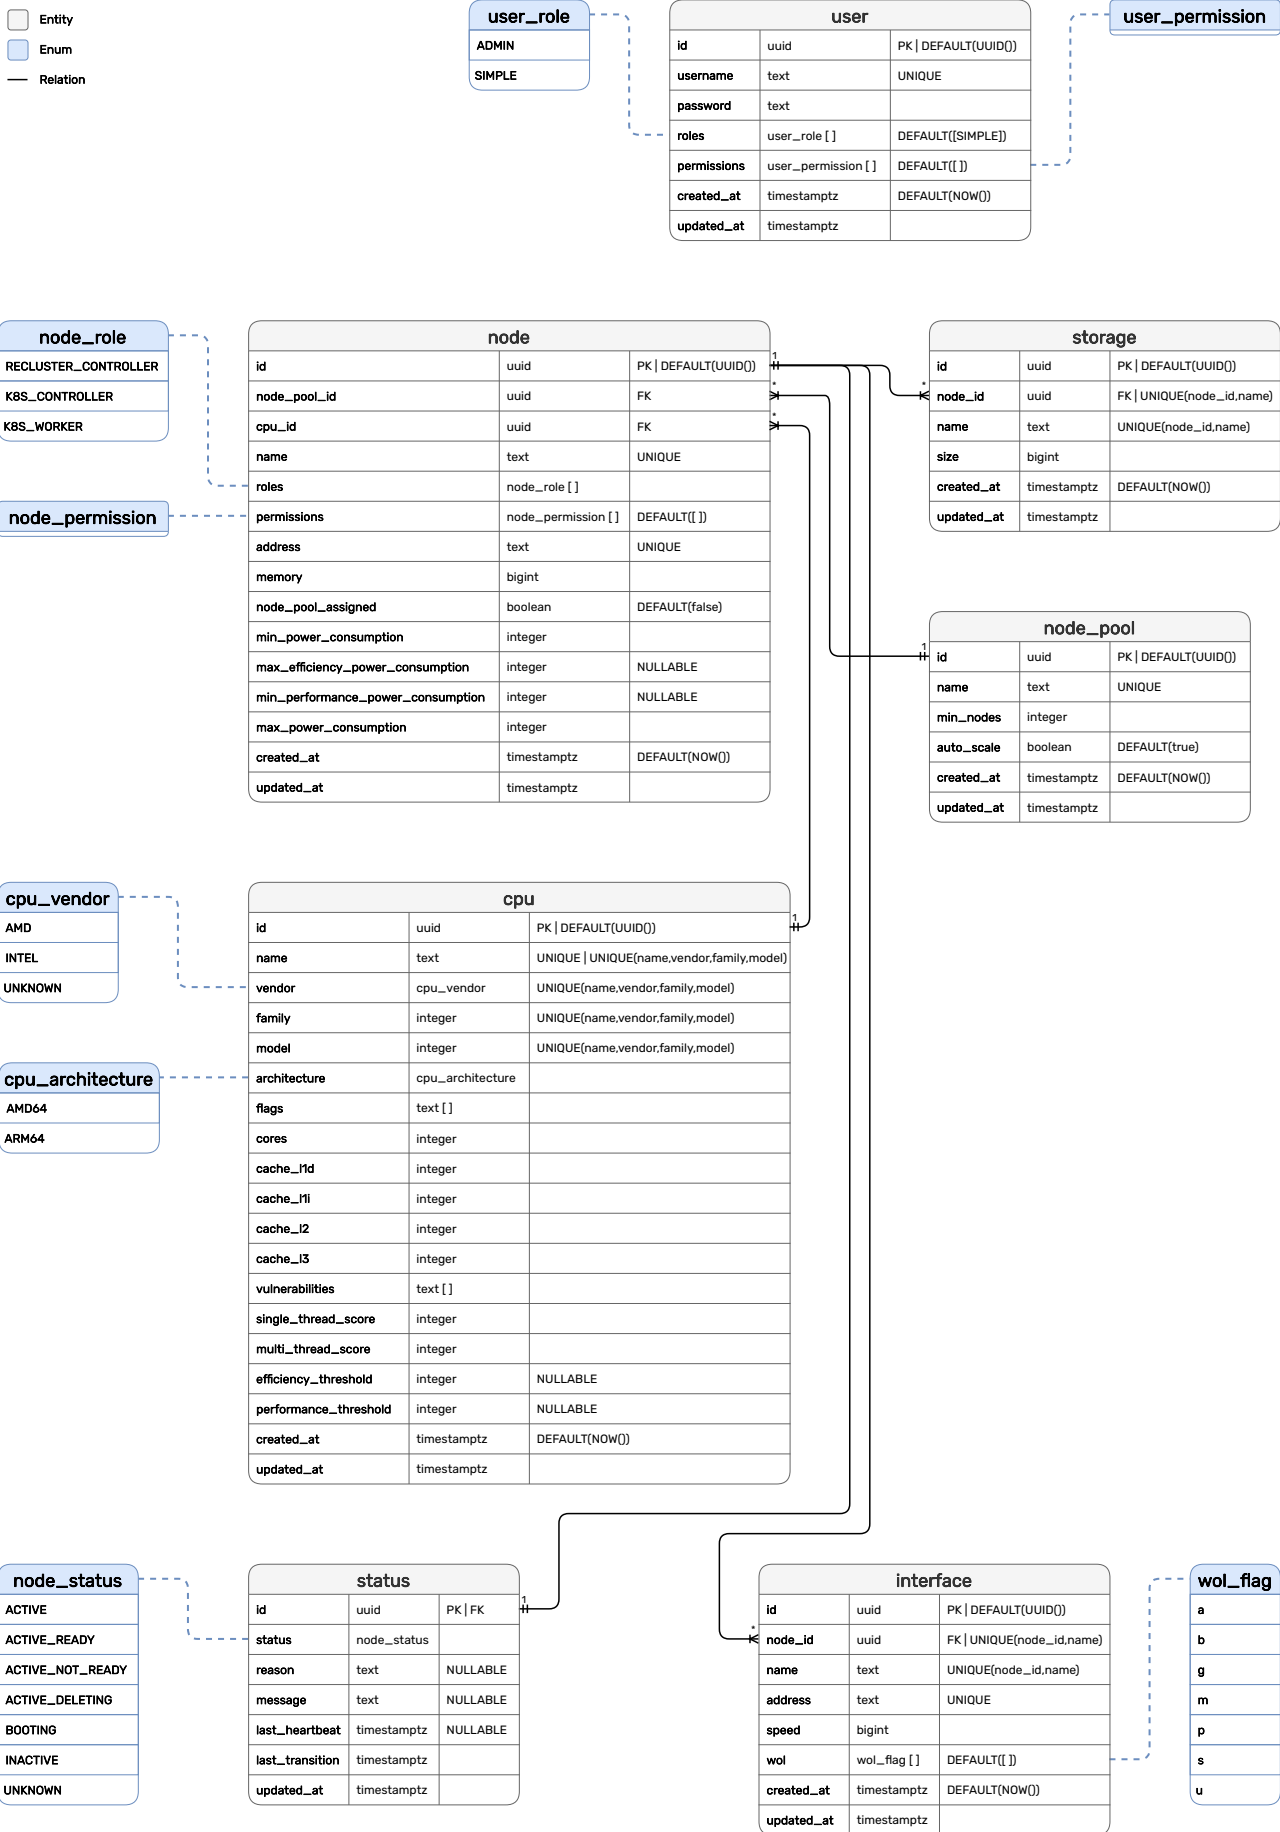 Entity
Enum
Relation
user_role
ADMIN
SIMPLE
user
id uuid PK | DEFAULT(UUID())
username text UNIQUE
password text
roles user_role [ ] DEFAULT([SIMPLE])
permissions user_permission [ ] DEFAULT([ ])
created_at timestamptz DEFAULT(NOW())
updated_at timestamptz
user_permission
node_role
RECLUSTER_CONTROLLER
K8S_CONTROLLER
K8S_WORKER
node_permission
node
id uuid PK | DEFAULT(UUID()) 1
node_pool_id uuid FK *
cpu_id uuid FK *
name text UNIQUE
roles node_role [ ]
permissions node_permission [ ] DEFAULT([ ])
address text UNIQUE
memory bigint
node_pool_assigned boolean DEFAULT(false)
min_power_consumption integer
max_efficiency_power_consumption integer NULLABLE
min_performance_power_consumption integer NULLABLE
max_power_consumption integer
created_at timestamptz DEFAULT(NOW())
updated_at timestamptz
storage
id uuid PK | DEFAULT(UUID())
* node_id uuid FK | UNIQUE(node_id,name)
name text UNIQUE(node_id,name)
size bigint
created_at timestamptz DEFAULT(NOW())
updated_at timestamptz
node_pool
1 id uuid PK | DEFAULT(UUID())
name text UNIQUE
min_nodes integer
auto_scale boolean DEFAULT(true)
created_at timestamptz DEFAULT(NOW())
updated_at timestamptz
cpu_vendor
AMD
INTEL
UNKNOWN
cpu_architecture
AMD64
ARM64
cpu
id uuid PK | DEFAULT(UUID()) 1
name text UNIQUE | UNIQUE(name,vendor,family,model)
vendor cpu_vendor UNIQUE(name,vendor,family,model)
family integer UNIQUE(name,vendor,family,model)
model integer UNIQUE(name,vendor,family,model)
architecture cpu_architecture
flags text [ ]
cores integer
cache_l1d integer
cache_l1i integer
cache_l2 integer
cache_l3 integer
vulnerabilities text [ ]
single_thread_score integer
multi_thread_score integer
efficiency_threshold integer NULLABLE
performance_threshold integer NULLABLE
created_at timestamptz DEFAULT(NOW())
updated_at timestamptz
node_status
ACTIVE
ACTIVE_READY
ACTIVE_NOT_READY
ACTIVE_DELETING
BOOTING
INACTIVE
UNKNOWN
status
id uuid PK | FK 1
status node_status
reason text NULLABLE
message text NULLABLE
last_heartbeat timestamptz NULLABLE
last_transition timestamptz
updated_at timestamptz
interface
id uuid PK | DEFAULT(UUID())
* node_id uuid FK | UNIQUE(node_id,name)
name text UNIQUE(node_id,name)
address text UNIQUE
speed bigint
wol wol_flag [ ] DEFAULT([ ])
created_at timestamptz DEFAULT(NOW())
updated_at timestamptz
wol_flag
a
b
g
m
p
s
u